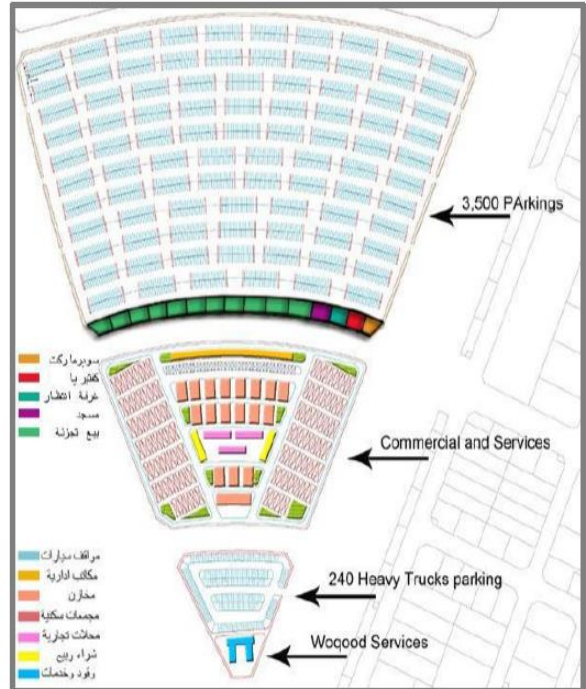 3,500 PArkings
سوبرماركت
كفتيريا
غرفة انتظار
مسجد
بيع تجزئة
Commercial and Services
مواقف سيارات
مكاتب ادارية
مخازن
مجمعات سكنية
محلات تجارية
شراء وبيع
وقود وخدمات
240 Heavy Trucks parking
Woqood Services